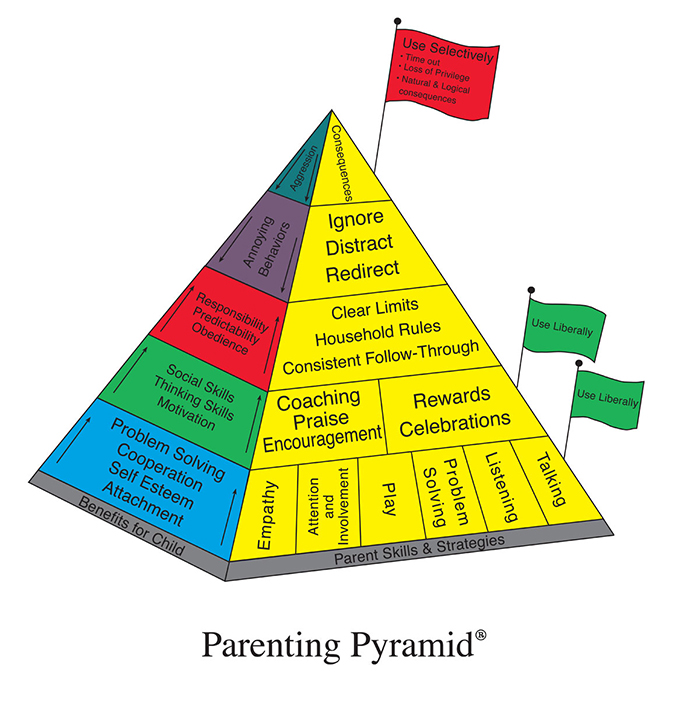 Use Selectively
• Time out
• Loss of Privilege
• Natural & Logical
consequences
Aggression
Consequences
Annoying
Behaviors
Ignore
Distract
Redirect
Responsibility
Predictability
Obedience
Clear Limits
Household Rules
Consistent Follow-Through
Use Liberally
Use Liberally
Social Skills
Thinking Skills
Motivation
Coaching
Praise
Encouragement
Rewards
Celebrations
Problem Solving
Cooperation
Self Esteem
Attachment
Empathy
Attention
and
Involvement
Play
Problem
Solving
Listening
Talking
Benefits for Child
Parent Skills & Strategies
Parenting Pyramid®